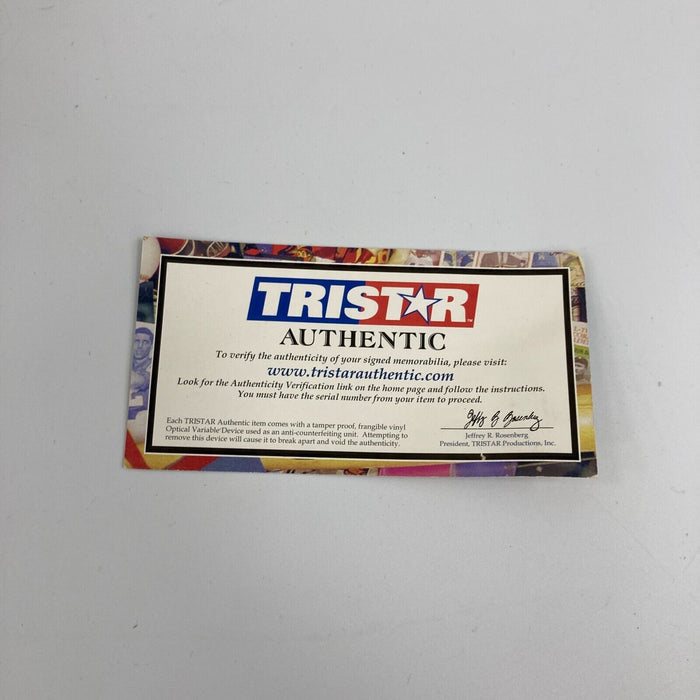 TRISTAR™
AUTHENTIC
To verify the authenticity of your signed memorabilia, please visit:
www.tristarauthentic.com
Look for the Authenticity Verification link on the home page and follow the instructions.
You must have the serial number from your item to proceed.
Each TRISTAR Authentic item comes with a tamper proof, frangible vinyl
Optical Variable Device used as an anti-counterfeiting unit. Attempting to
remove this device will cause it to break apart and void the authenticity.
Jeffrey R. Rosenberg
President, TRISTAR Productions, Inc.